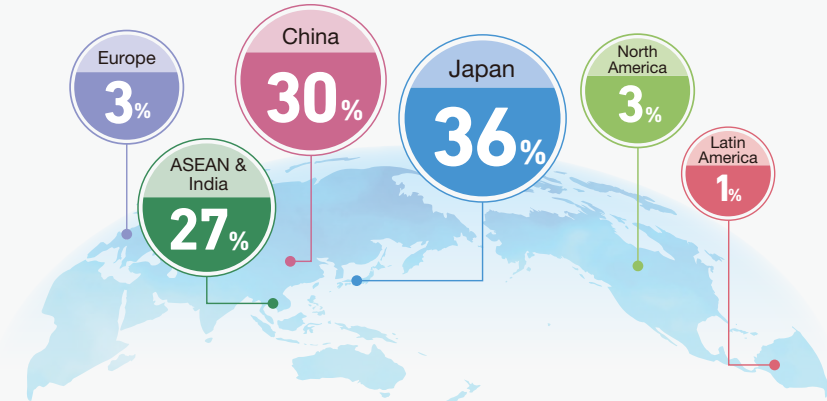 Europe
3%
China
30%
Japan
36%
North
America
3%
Latin
America
1%
ASEAN &
India
27%